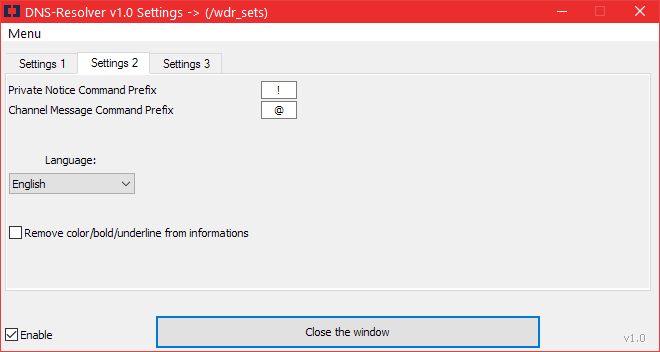 DNS-Resolver v1.0 Settings -> (/wdr_sets)
Menu
Settings 1 Settings 2 Settings 3
Private Notice Command Prefix !
Channel Message Command Prefix @
Language:
English
Remove color/bold/underline from informations
Enable Close the window v1.0